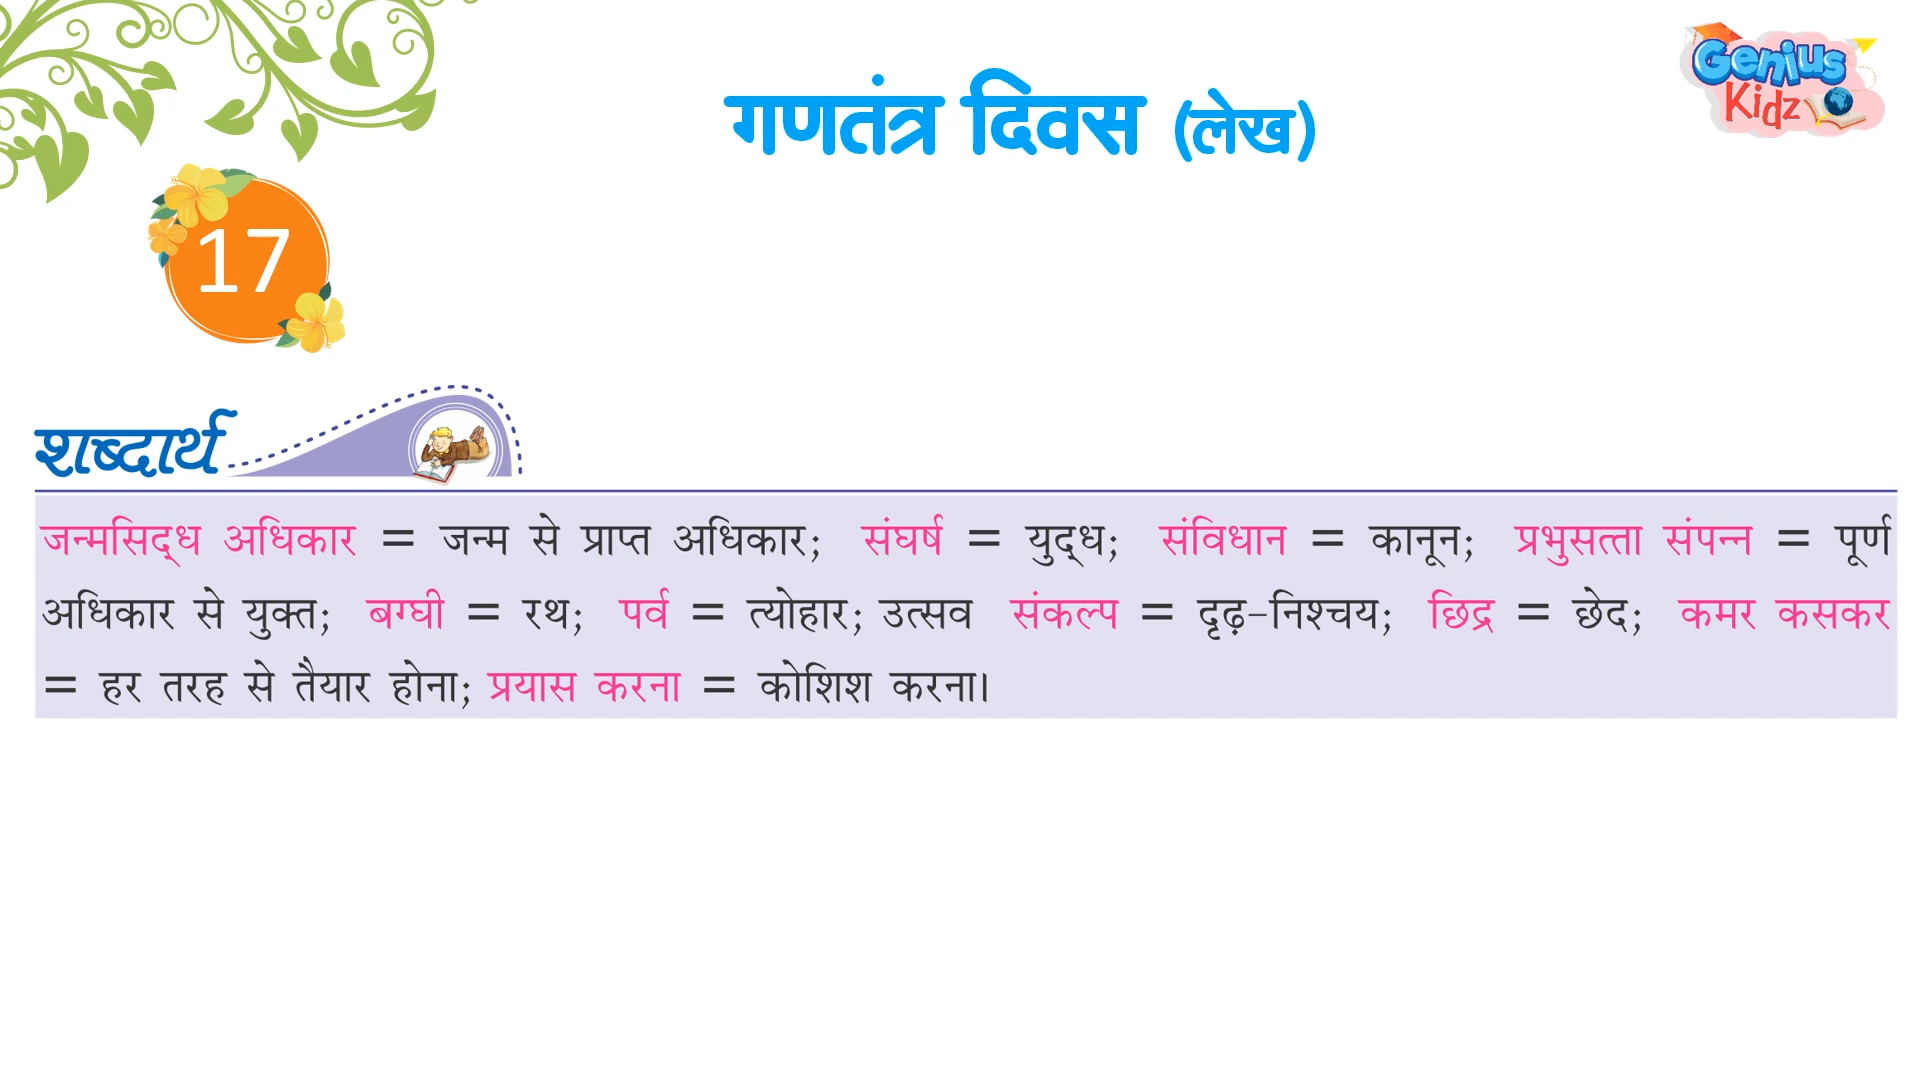 Genius
Kidz
गणतंत्र दिवस (लेख)
17
शब्दार्थ
जन्मसिद्ध अधिकार = जन्म से प्राप्त अधिकार; संघर्ष = युद्ध; संविधान = कानून; प्रभुसत्ता संपन्न = पूर्ण
अधिकार से युक्त; बग्घी = रथ; पर्व = त्योहार; उत्सव संकल्प = दृढ़-निश्चय; छिद्र = छेद; कमर कसकर
= हर तरह से तैयार होना; प्रयास करना = कोशिश करना।